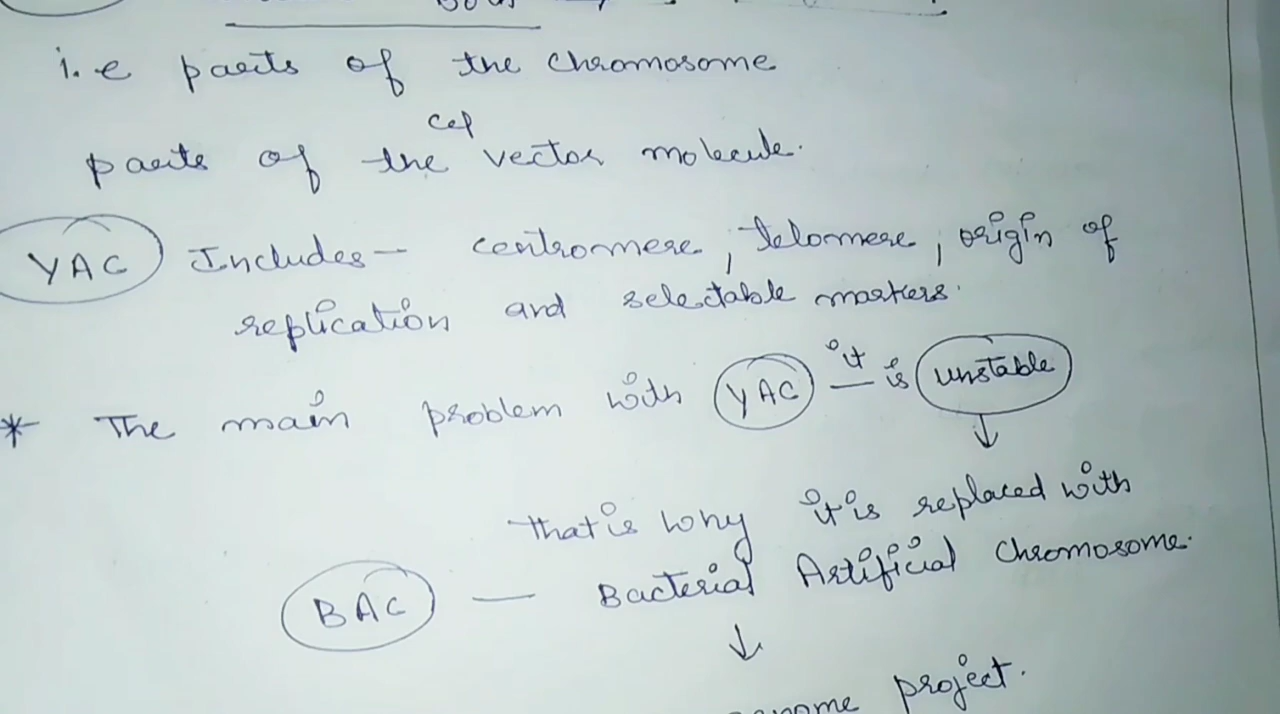 i.e parts of the chromosome
cep
parts of the vector molecule.
YAC Includes— centromere, telomere, origin of
replication and selectable markers.
* The main problem with YAC — it is unstable
↓
that is why it is replaced with
BAC — Bacterial Artificial Chromosome.
↓
project.